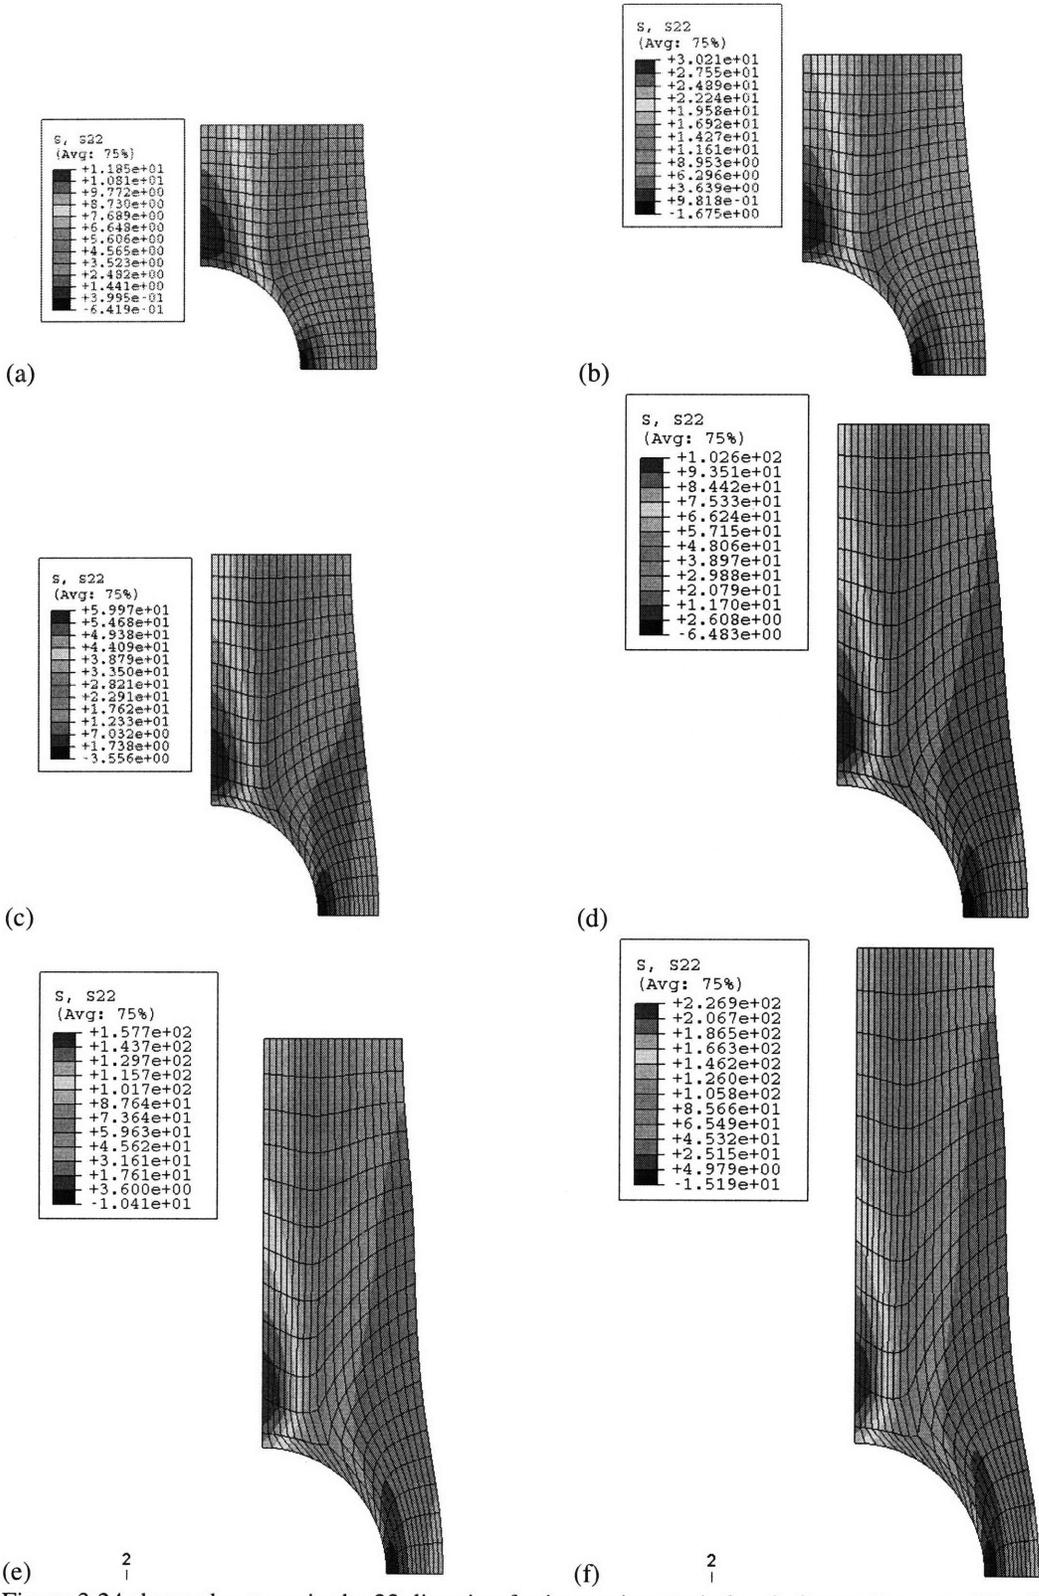 S, S22
(Avg: 75%)
+1.185e+01
+1.081e+01
+9.772e+00
+8.730e+00
+7.689e+00
+6.648e+00
+5.606e+00
+4.565e+00
+3.523e+00
+2.482e+00
+1.441e+00
+3.995e-01
-6.419e-01
(a)
S, S22
(Avg: 75%)
+3.021e+01
+2.755e+01
+2.489e+01
+2.224e+01
+1.958e+01
+1.692e+01
+1.427e+01
+1.161e+01
+8.953e+00
+6.296e+00
+3.639e+00
+9.818e-01
-1.675e+00
(b)
S, S22
(Avg: 75%)
+5.997e+01
+5.468e+01
+4.938e+01
+4.409e+01
+3.879e+01
+3.350e+01
+2.821e+01
+2.291e+01
+1.762e+01
+1.233e+01
+7.032e+00
+1.738e+00
-3.556e+00
(c)
S, S22
(Avg: 75%)
+1.026e+02
+9.351e+01
+8.442e+01
+7.533e+01
+6.624e+01
+5.715e+01
+4.806e+01
+3.897e+01
+2.988e+01
+2.079e+01
+1.170e+01
+2.608e+00
-6.483e+00
(d)
S, S22
(Avg: 75%)
+1.577e+02
+1.437e+02
+1.297e+02
+1.157e+02
+1.017e+02
+8.764e+01
+7.364e+01
+5.963e+01
+4.562e+01
+3.161e+01
+1.761e+01
+3.600e+00
-1.041e+01
(e)
2
S, S22
(Avg: 75%)
+2.269e+02
+2.067e+02
+1.865e+02
+1.663e+02
+1.462e+02
+1.260e+02
+1.058e+02
+8.566e+01
+6.549e+01
+4.532e+01
+2.515e+01
+4.979e+00
-1.519e+01
(f)
2